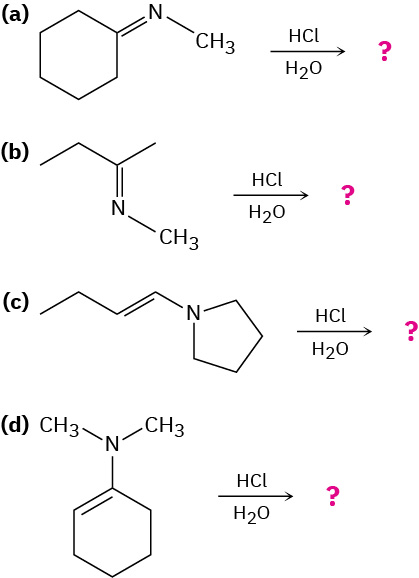 (a) N CH3 HCl H2O ?
(b) N CH3 HCl H2O ?
(c) N HCl H2O ?
(d) CH3 N CH3 HCl H2O ?